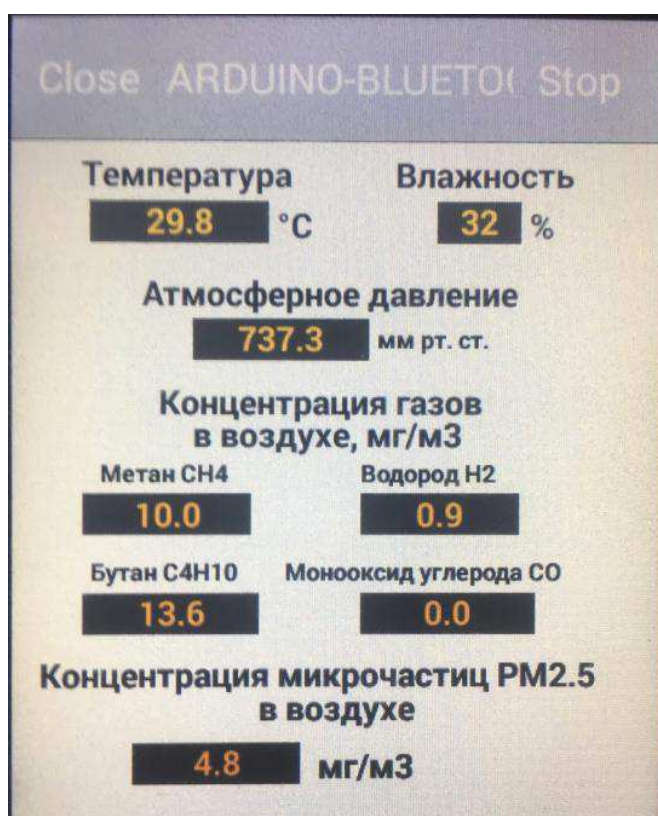 Close ARDUINO-BLUETO( Stop
Температура Влажность
29.8 °C 32 %
Атмосферное давление
737.3 мм рт. ст.
Концентрация газов
в воздухе, мг/м3
Метан CH4 Водород H2
10.0 0.9
Бутан C4H10 Монооксид углерода CO
13.6 0.0
Концентрация микрочастиц PM2.5
в воздухе
4.8 мг/м3